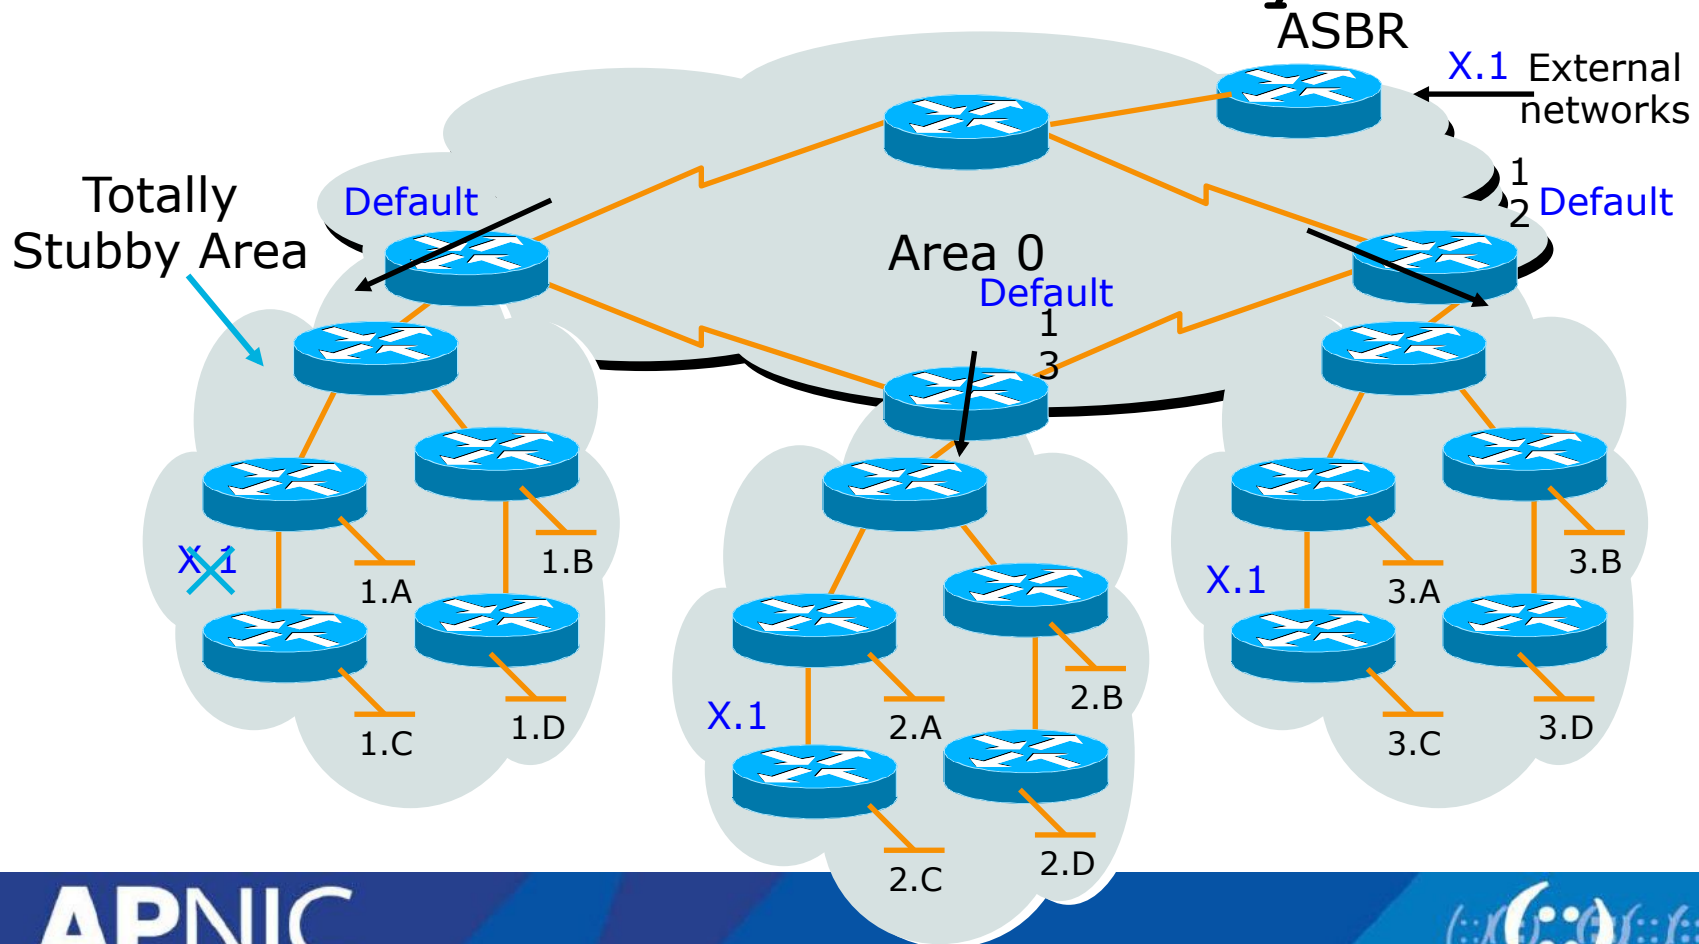 ASBR
X.1 External
networks
Totally
Stubby Area
Default
1
2
Default
Area 0
Default
1
3
X.1
1.A
1.B
1.C
1.D
X.1
2.A
2.B
2.C
2.D
X.1
3.A
3.B
3.C
3.D
APNIC